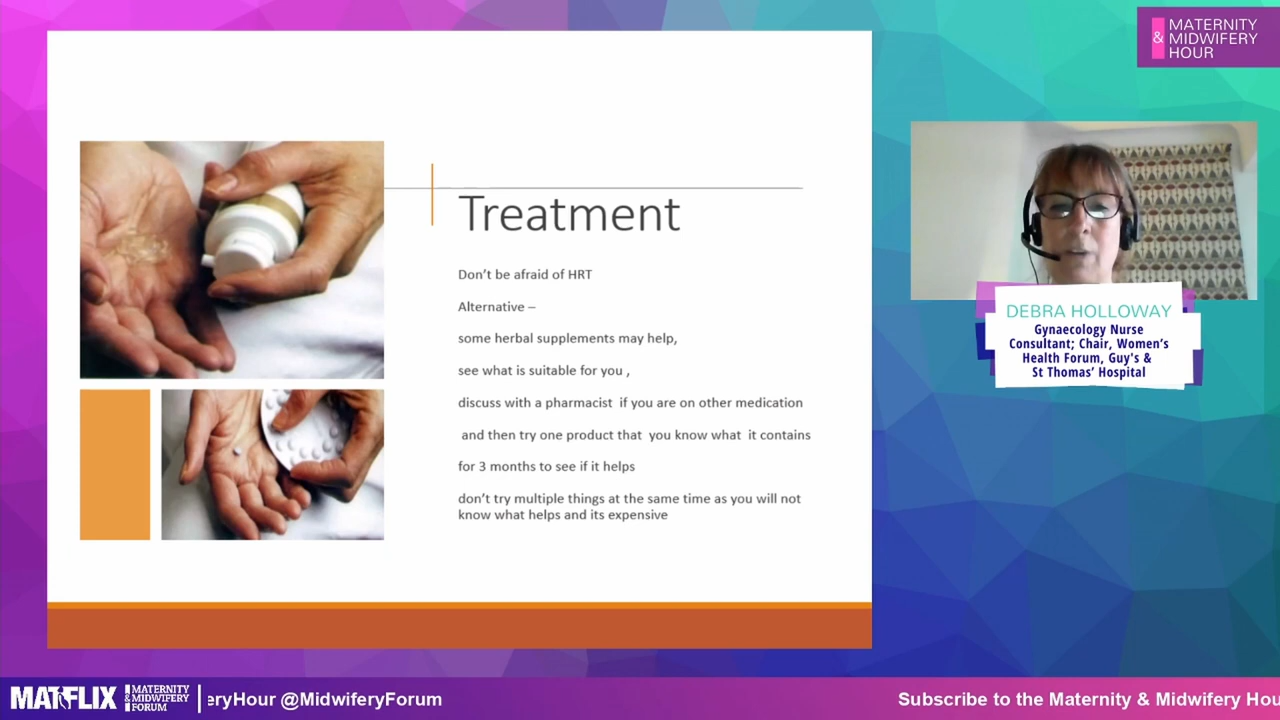 & MATERNITY
MIDWIFERY
HOUR
Treatment
Don't be afraid of HRT
Alternative –
some herbal supplements may help,
see what is suitable for you ,
discuss with a pharmacist if you are on other medication
and then try one product that you know what it contains
for 3 months to see if it helps
don't try multiple things at the same time as you will not
know what helps and its expensive
DEBRA HOLLOWAY
Gynaecology Nurse
Consultant; Chair, Women's
Health Forum, Guy's &
St Thomas' Hospital
MATFLIX
MATERNITY
& MIDWIFERY
FORUM
eryHour @MidwiferyForum
Subscribe to the Maternity & Midwifery Hou